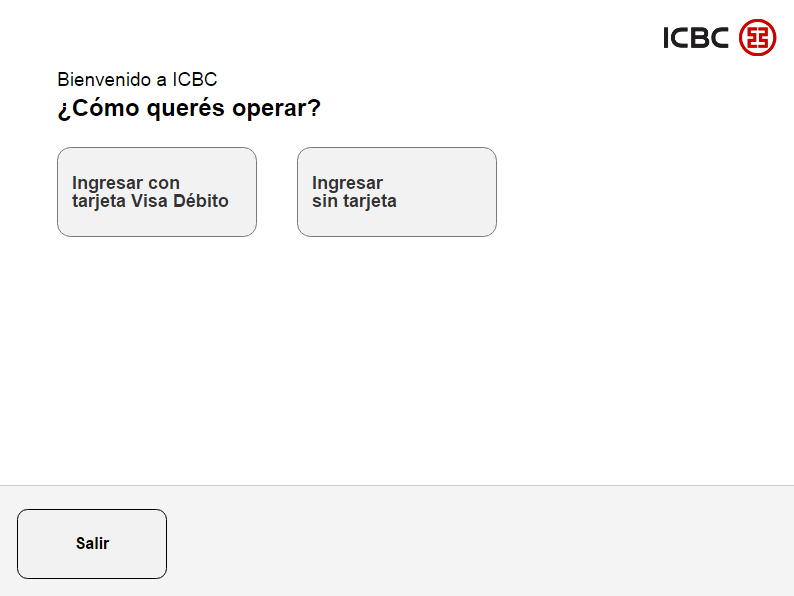 ICBC
Bienvenido a ICBC
¿Cómo querés operar?
Ingresar con
tarjeta Visa Débito
Ingresar
sin tarjeta
Salir